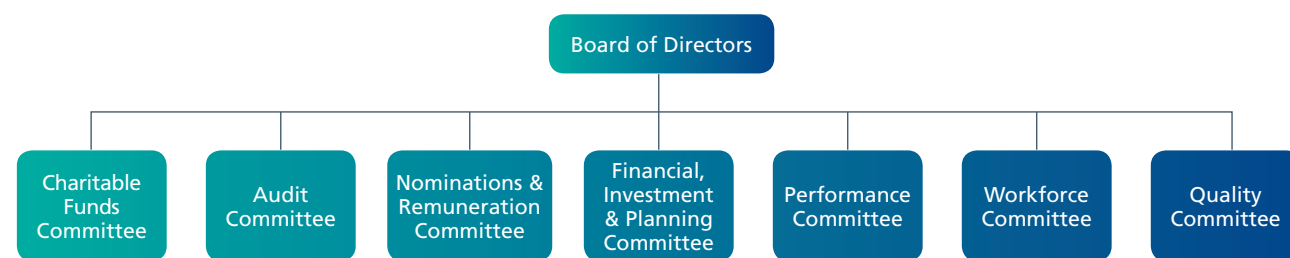 Board of Directors
Charitable
Funds
Committee
Audit
Committee
Nominations &
Remuneration
Committee
Financial,
Investment
& Planning
Committee
Performance
Committee
Workforce
Committee
Quality
Committee